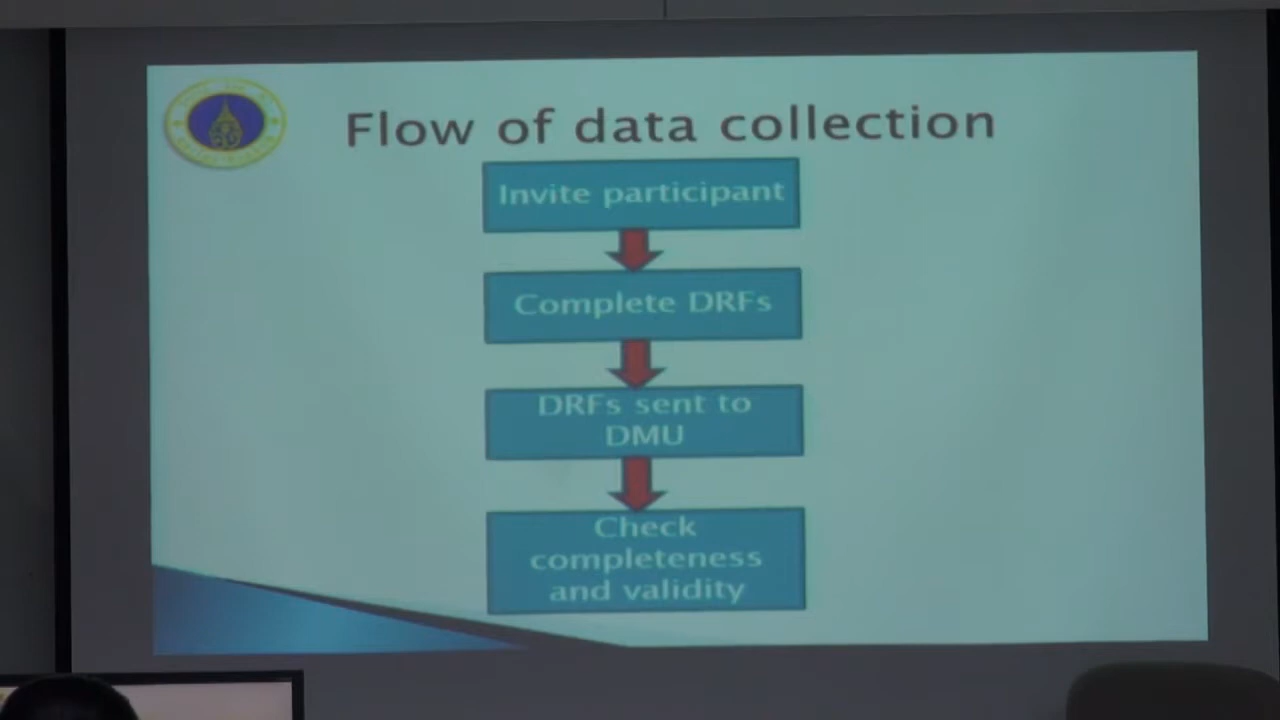 Flow of data collection
Invite participant
Complete DRFs
DRFs sent to
DMU
Check
completeness
and validity